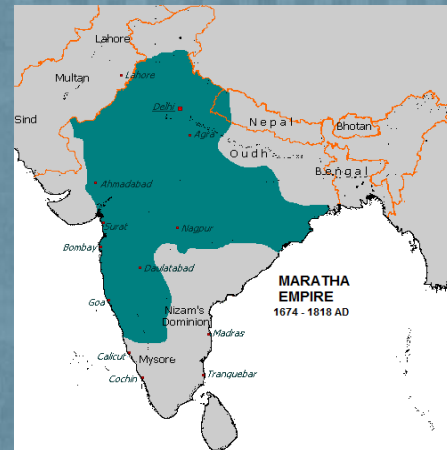 Lahore
Multan
Lahore
Sind
Delhi
Nepal
Bhotan
Agra
Oudh
Bengal
Ahmadabad
Surat
Nagpur
Bombay
Daulatabad
MARATHA
EMPIRE
1674 - 1818 AD
Goa
Nizam's
Dominion
Madras
Calicut
Mysore
Cochin
Tranquebar